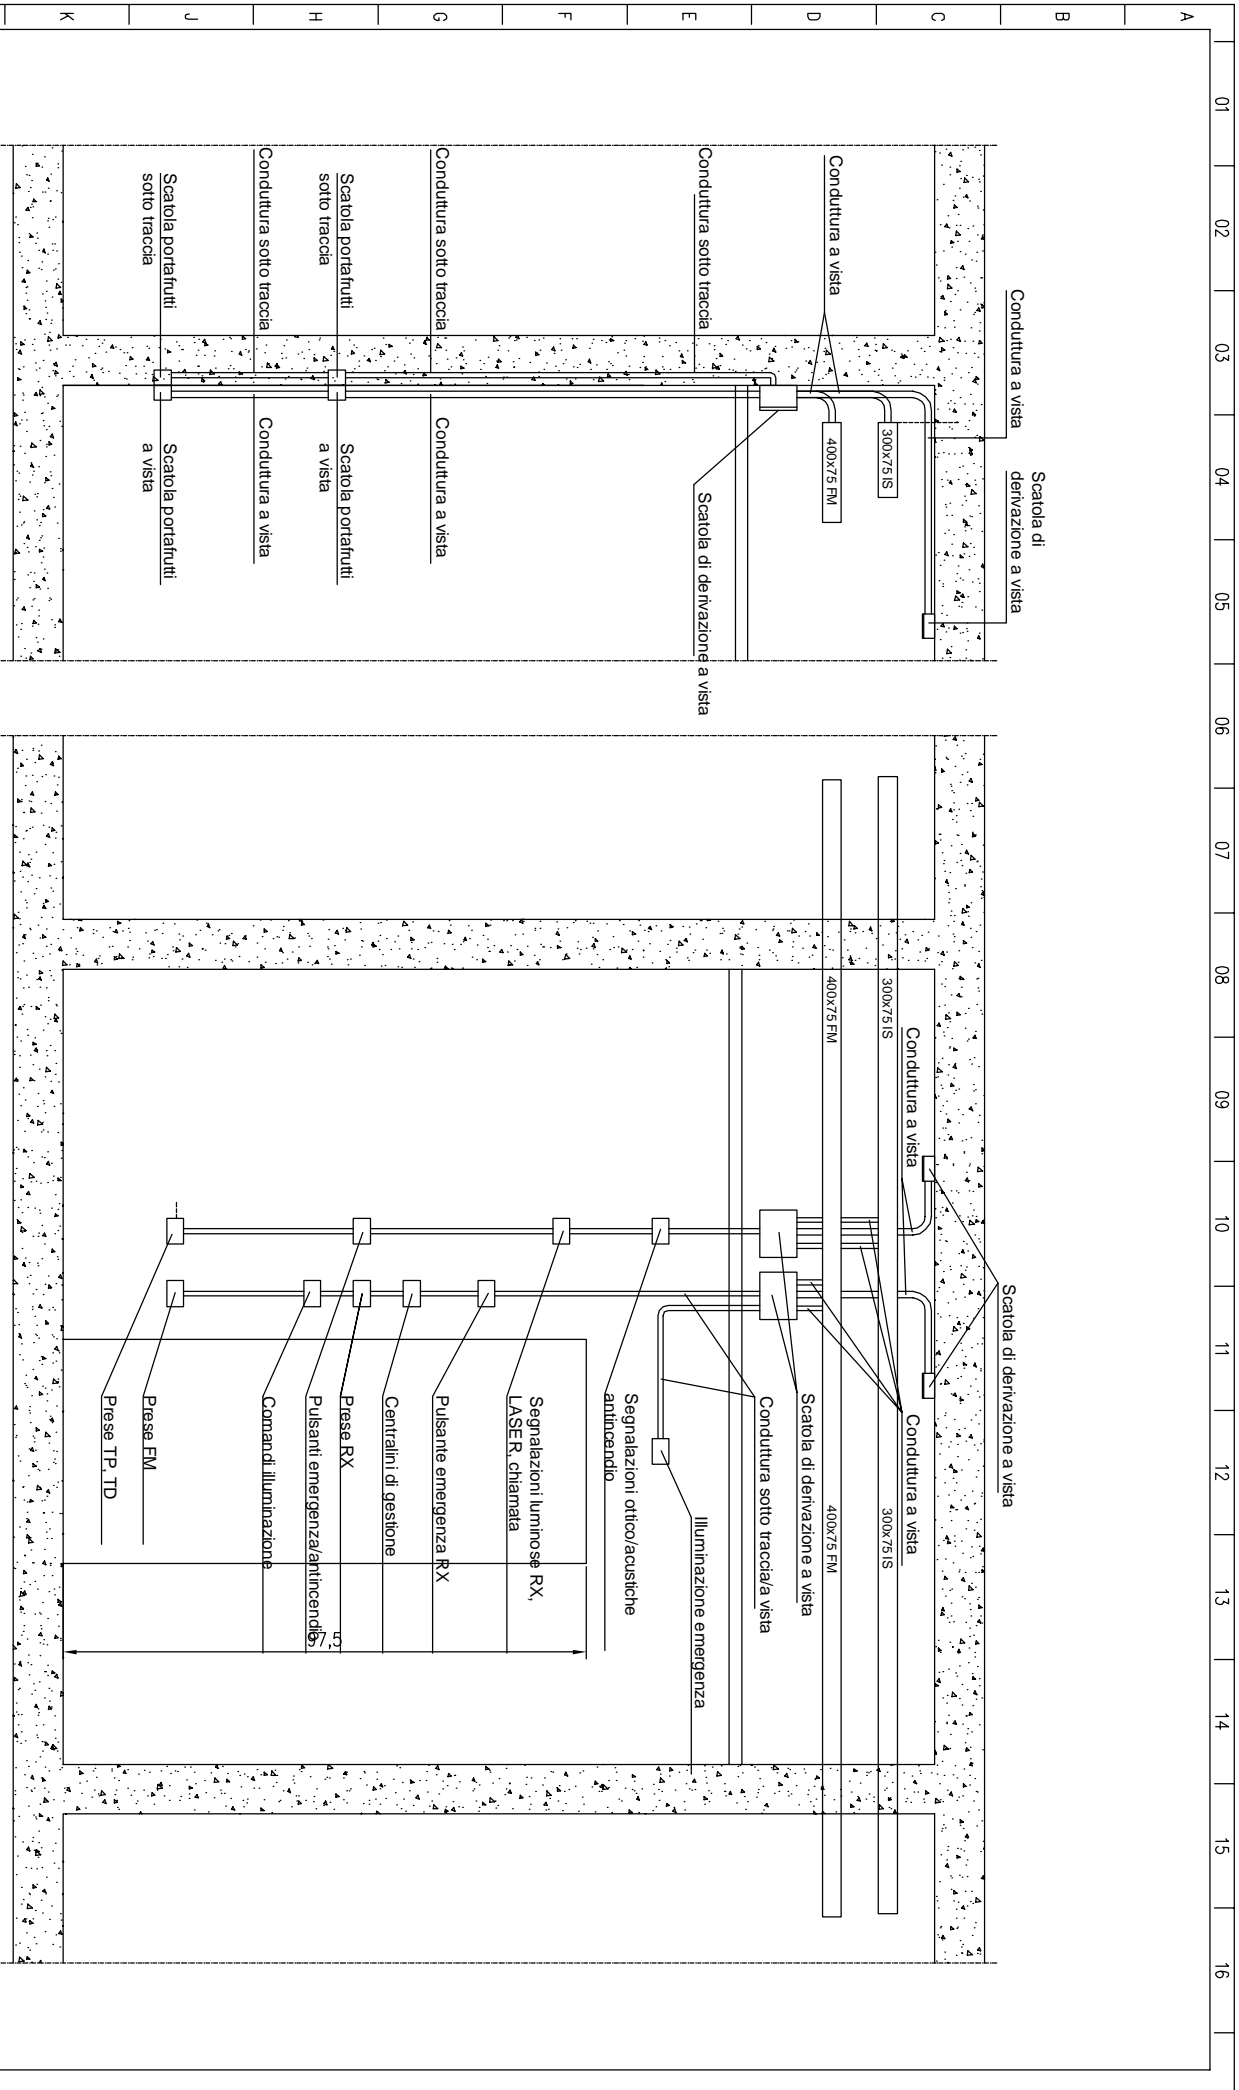 01 02 03 04 05 06 07 08 09 10 11 12 13 14 15 16
A
B
C
D
E
F
G
H
J
K
Scatola di
derivazione a vista
Conduttura a vista
300x75 IS
400x75 FM
Conduttura a vista
Conduttura sotto traccia
Scatola di derivazione a vista
Conduttura sotto traccia
Conduttura a vista
Scatola portafrutti
sotto traccia
Scatola portafrutti
a vista
Conduttura sotto traccia
Conduttura a vista
Scatola portafrutti
sotto traccia
Scatola portafrutti
a vista
Scatola di derivazione a vista
Conduttura a vista
Conduttura a vista
300x75 IS
300x75 IS
400x75 FM
400x75 FM
Scatola di derivazione a vista
Conduttura sotto traccia/a vista
Illuminazione emergenza
Segnalazioni ottico/acustiche
antincendio
Segnalazioni luminose RX,
LASER, chiamata
Pulsante emergenza RX
Centralini di gestione
Prese RX
Pulsanti emergenza/antincendio
Comandi illuminazione
Prese FM
Prese TP, TD